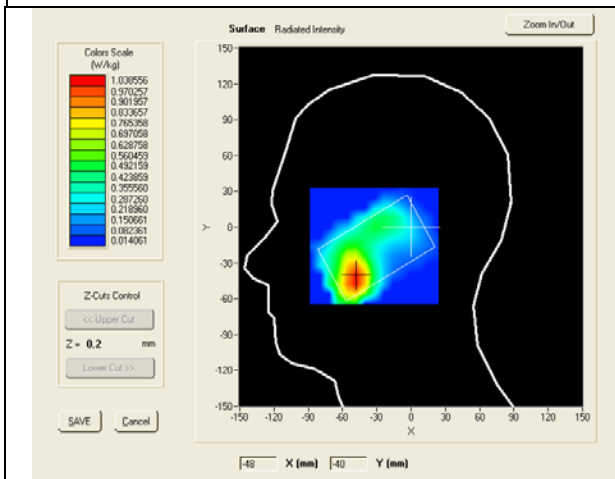 Surface Radiated Intensity
Zoom In/Out
Colors Scale
(W/kg)
1.038556
0.970257
0.901957
0.833657
0.765358
0.697058
0.628758
0.560459
0.492159
0.423859
0.355560
0.287260
0.218960
0.150661
0.082361
0.014061
Z-Cuts Control
<< Upper Cut
Z = 0.2 mm
Lower Cut >>
SAVE Cancel
150
120
90
60
30
0
-30
-60
-90
-120
-150
Y
-150 -120 -90 -60 -30 0 30 60 90 120 150
X
-48 X (mm) -40 Y (mm)